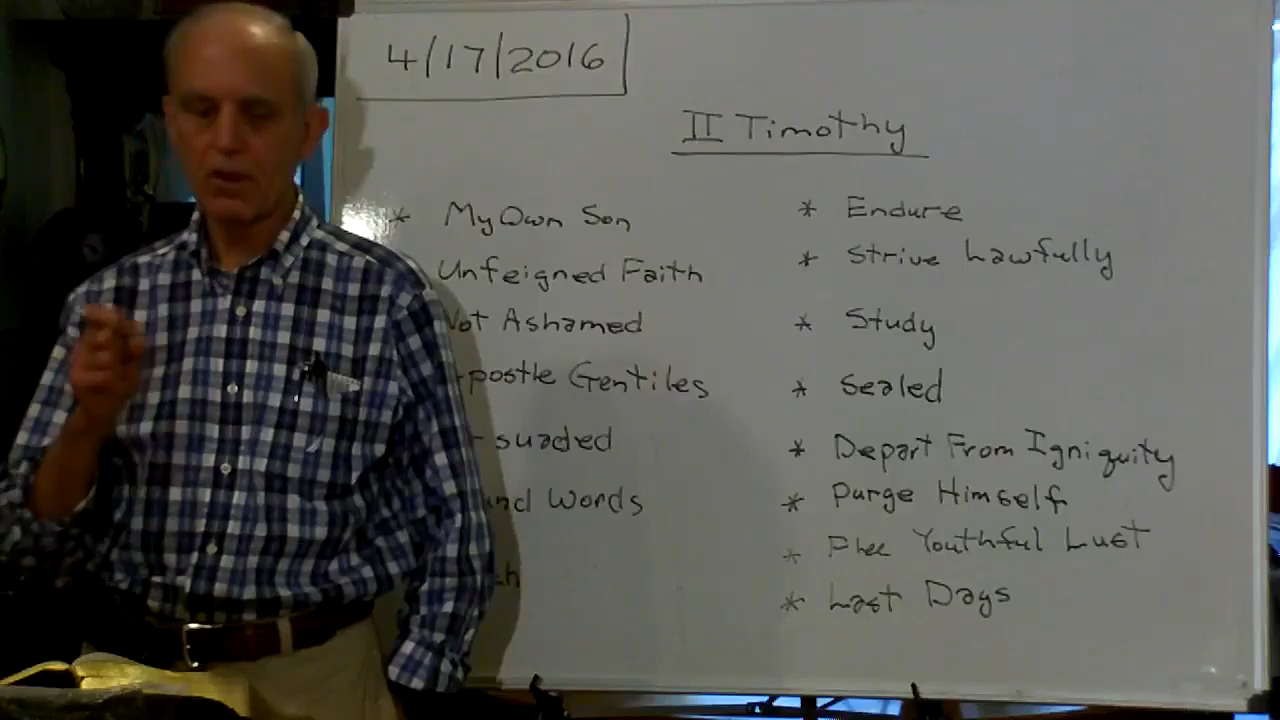 4/17/2016
II Timothy
* My Own Son
Unfeigned Faith
Not Ashamed
postle Gentiles
suaded
nd Words
* Endure
* Strive Lawfully
* Study
* Sealed
* Depart From Igniquity
* Purge Himself
* Flee Youthful Lust
* Last Days